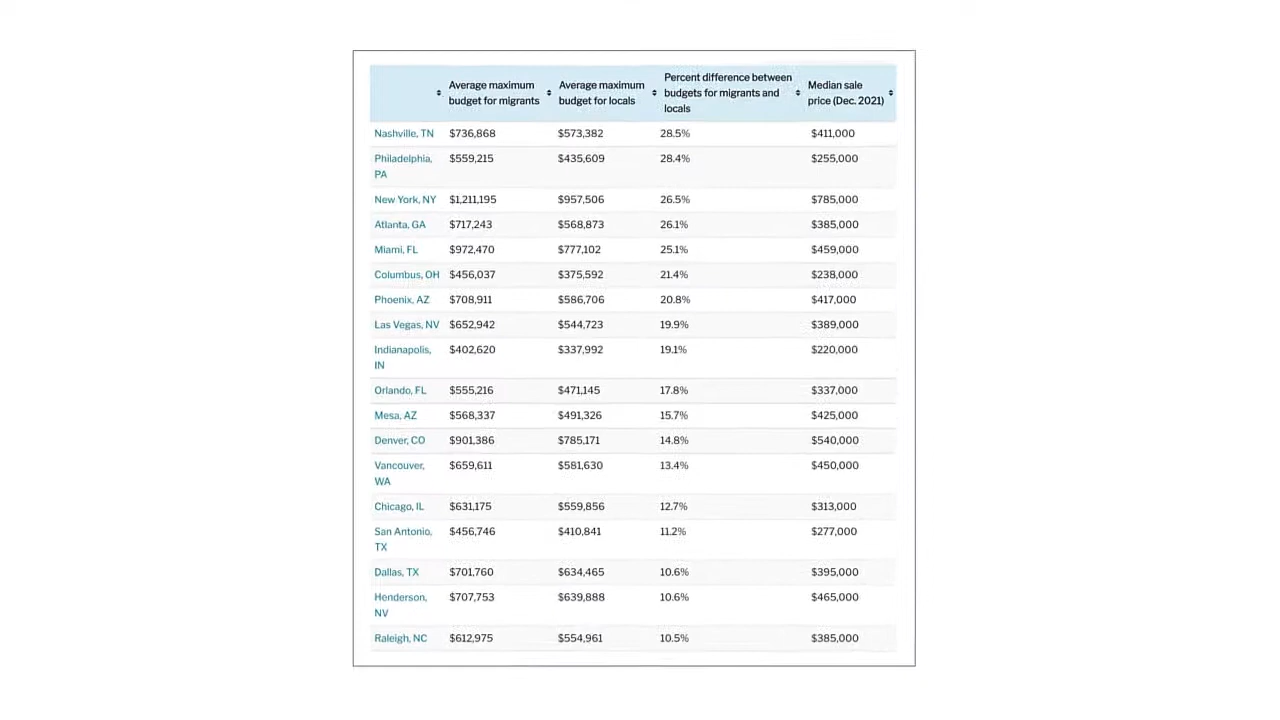 Average maximum budget for migrants Average maximum budget for locals Percent difference between budgets for migrants and locals Median sale price (Dec. 2021)
Nashville, TN $736,868 $573,382 28.5% $411,000
Philadelphia, PA $559,215 $435,609 28.4% $255,000
New York, NY $1,211,195 $957,506 26.5% $785,000
Atlanta, GA $717,243 $568,873 26.1% $385,000
Miami, FL $972,470 $777,102 25.1% $459,000
Columbus, OH $456,037 $375,592 21.4% $238,000
Phoenix, AZ $708,911 $586,706 20.8% $417,000
Las Vegas, NV $652,942 $544,723 19.9% $389,000
Indianapolis, IN $402,620 $337,992 19.1% $220,000
Orlando, FL $555,216 $471,145 17.8% $337,000
Mesa, AZ $568,337 $491,326 15.7% $425,000
Denver, CO $901,386 $785,171 14.8% $540,000
Vancouver, WA $659,611 $581,630 13.4% $450,000
Chicago, IL $631,175 $559,856 12.7% $313,000
San Antonio, TX $456,746 $410,841 11.2% $277,000
Dallas, TX $701,760 $634,465 10.6% $395,000
Henderson, NV $707,753 $639,888 10.6% $465,000
Raleigh, NC $612,975 $554,961 10.5% $385,000